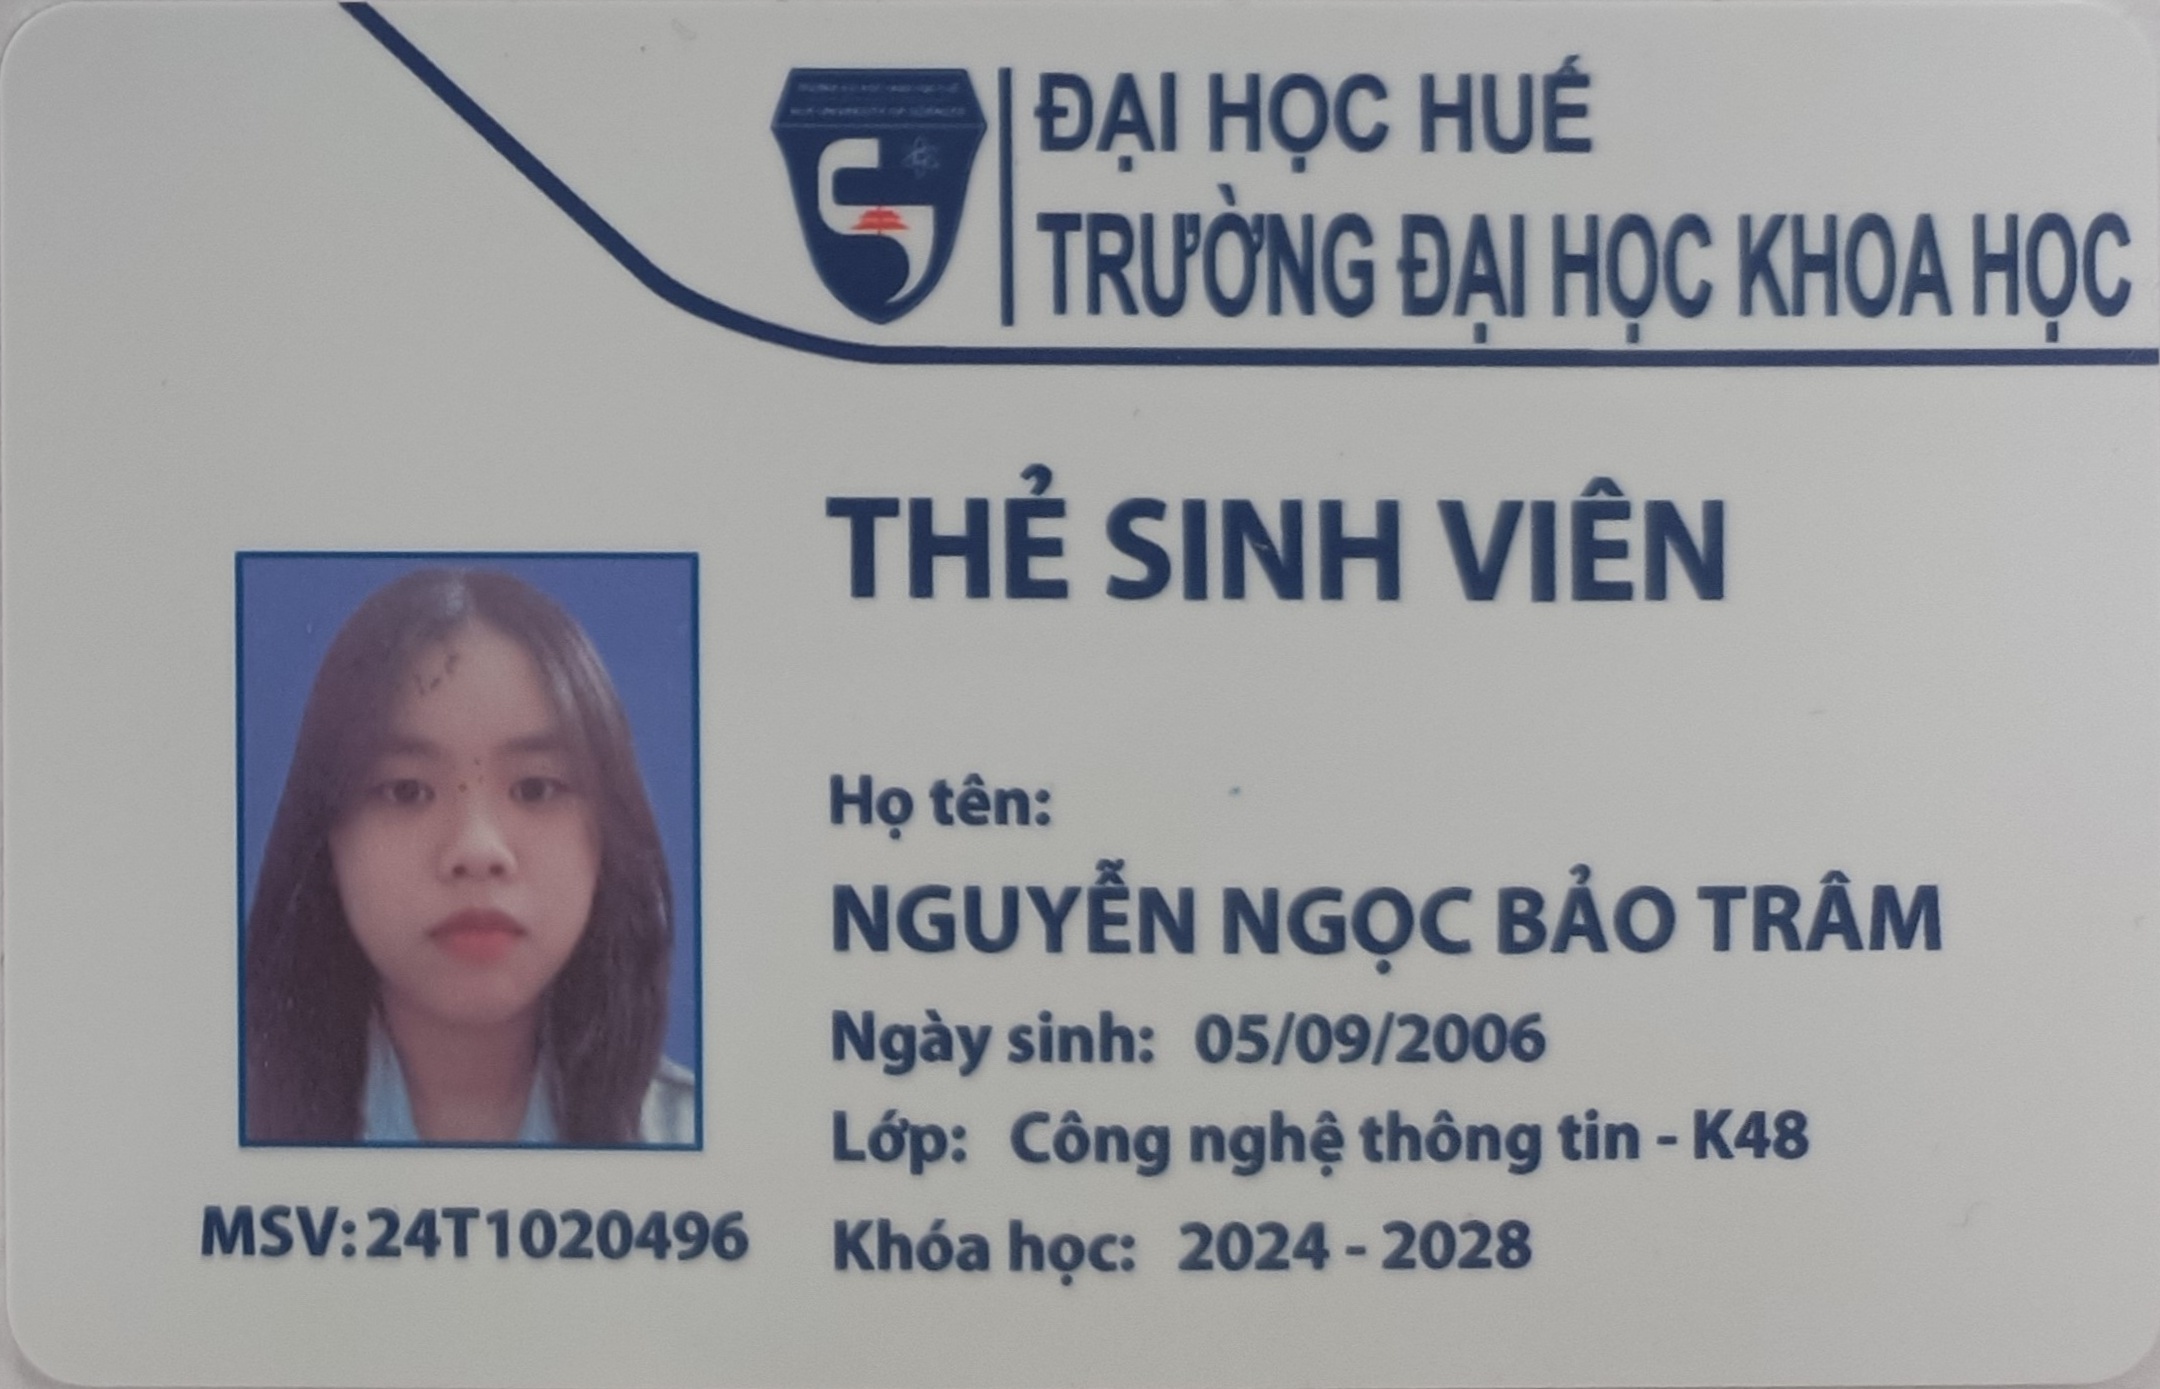 ĐẠI HỌC HUẾ
TRƯỜNG ĐẠI HỌC KHOA HỌC
THẺ SINH VIÊN
Họ tên:
NGUYỄN NGỌC BẢO TRÂM
Ngày sinh: 05/09/2006
Lớp: Công nghệ thông tin - K48
MSV: 24T1020496
Khóa học: 2024 - 2028